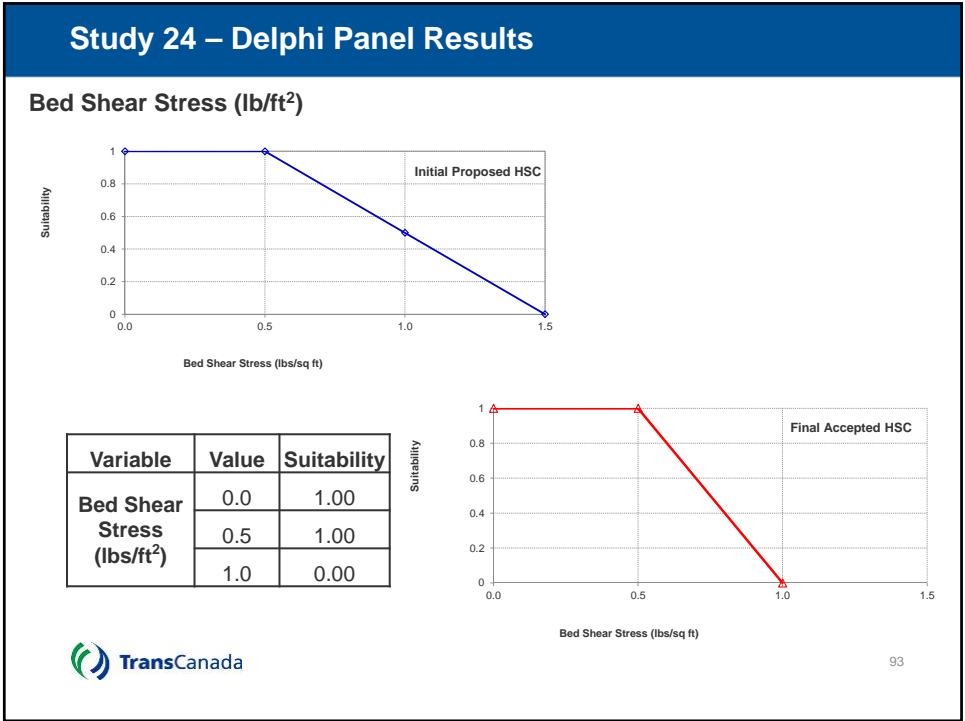 Study 24 – Delphi Panel Results
Bed Shear Stress (lb/ft²)
Initial Proposed HSC
Suitability
1
0.8
0.6
0.4
0.2
0
0.0 0.5 1.0 1.5
Bed Shear Stress (lbs/sq ft)
Variable Value Suitability
Bed Shear Stress (lbs/ft²)
0.0 1.00
0.5 1.00
1.0 0.00
Final Accepted HSC
Suitability
1
0.8
0.6
0.4
0.2
0
0.0 0.5 1.0 1.5
Bed Shear Stress (lbs/sq ft)
TransCanada
93